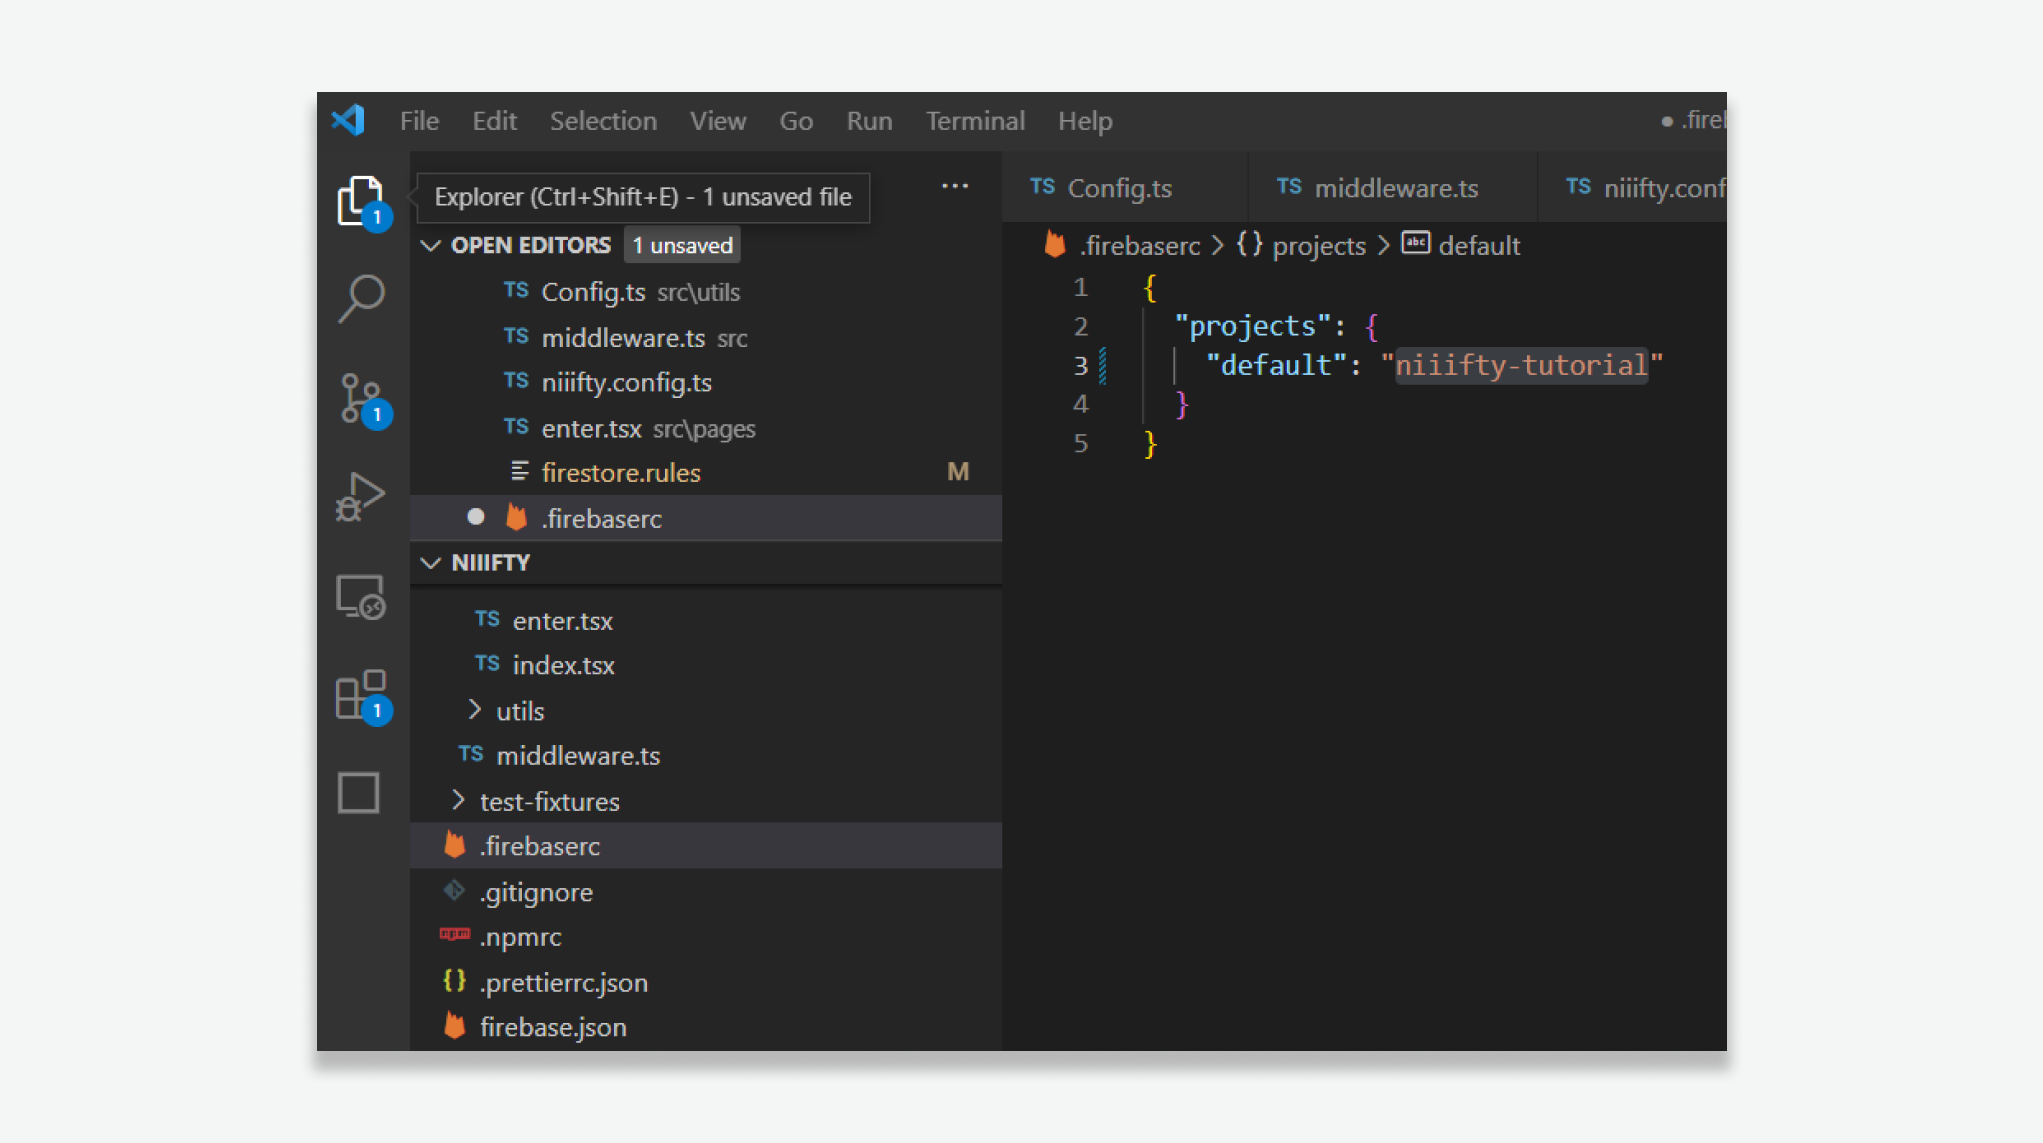 File Edit Selection View Go Run Terminal Help
● .fireb
Explorer (Ctrl+Shift+E) - 1 unsaved file
...
1
OPEN EDITORS 1 unsaved
TS Config.ts src\utils
TS middleware.ts src
TS niiifty.config.ts
TS enter.tsx src\pages
firestore.rules M
.firebaserc
1
NIIIFTY
TS enter.tsx
TS index.tsx
utils
TS middleware.ts
test-fixtures
.firebaserc
.gitignore
npm .npmrc
{} .prettierrc.json
firebase.json
1
TS Config.ts
TS middleware.ts
TS niiifty.conf
.firebaserc > {} projects > abc default
1 {
2 "projects": {
3 "default": "niiifty-tutorial"
4 }
5 }